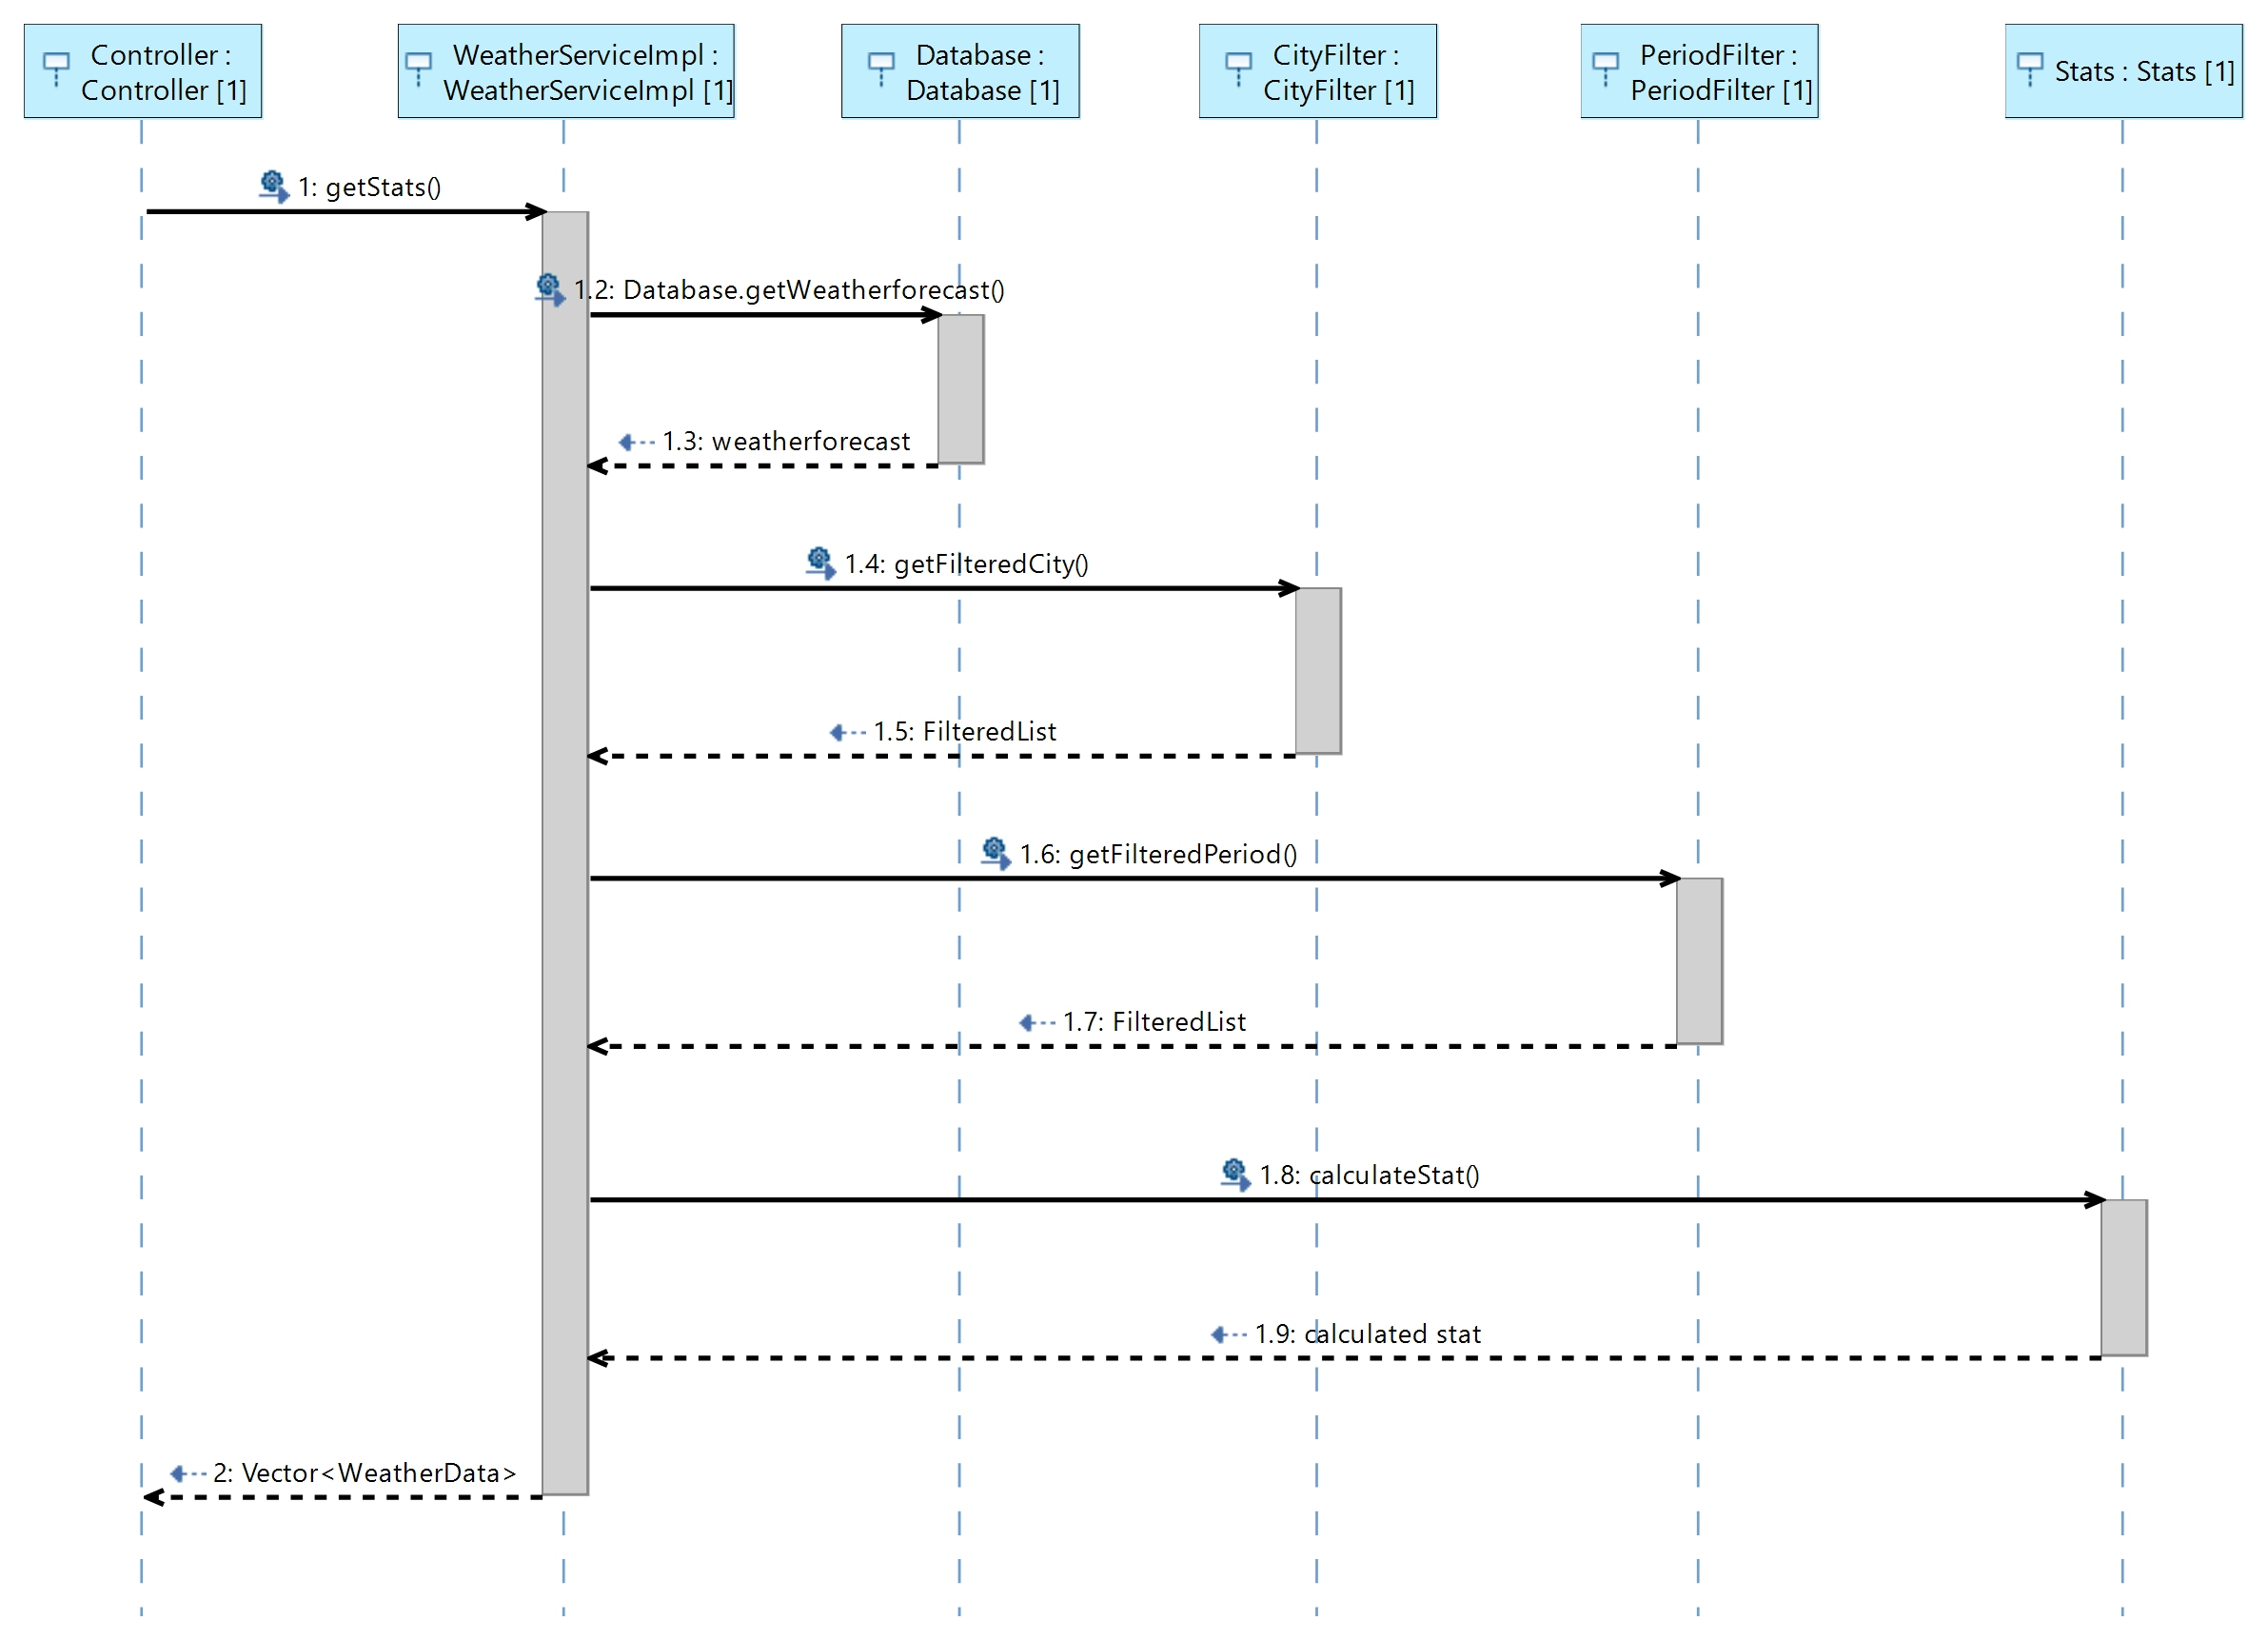 Controller :
Controller [1]
WeatherServiceImpl :
WeatherServiceImpl [1]
Database :
Database [1]
CityFilter :
CityFilter [1]
PeriodFilter :
PeriodFilter [1]
Stats : Stats [1]
1: getStats()
1.2: Database.getWeatherforecast()
1.3: weatherforecast
1.4: getFilteredCity()
1.5: FilteredList
1.6: getFilteredPeriod()
1.7: FilteredList
1.8: calculateStat()
1.9: calculated stat
2: Vector<WeatherData>